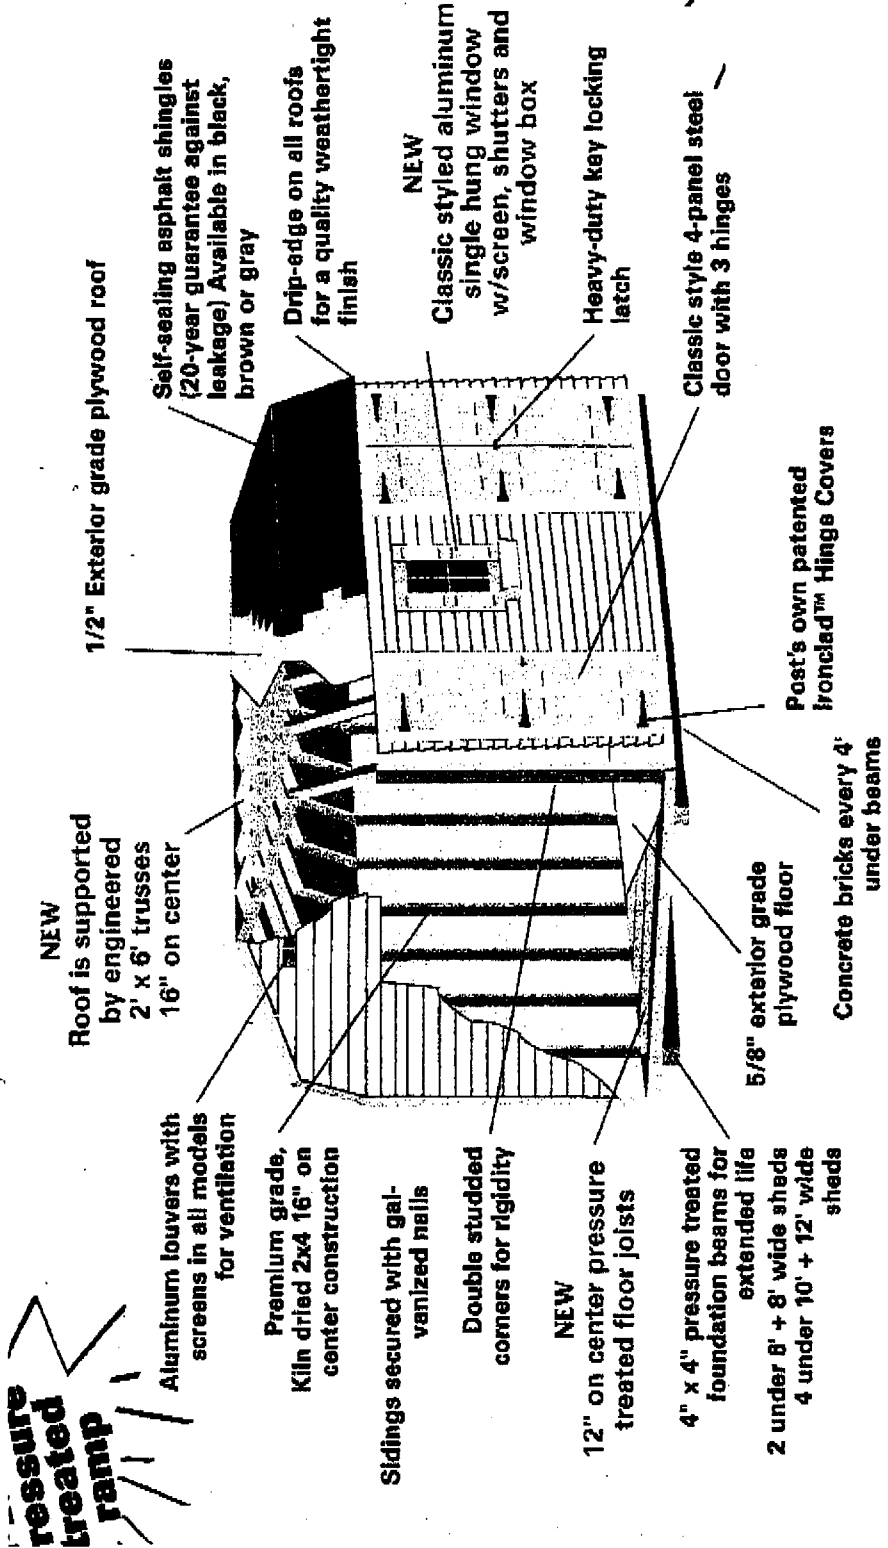 ressure
treated
ramp
NEW
Roof is supported
by engineered
2' x 6' trusses
16" on center
1/2" Exterior grade plywood roof
Self-sealing asphalt shingles
(20-year guarantee against
leakage) Available in black,
brown or gray
Drip-edge on all roofs
for a quality weathertight
finish
NEW
Classic styled aluminum
single hung window
w/screen, shutters and
window box
Heavy-duty key locking
latch
Classic style 4-panel steel
door with 3 hinges
Post's own patented
Ironclad™ Hinge Covers
Concrete bricks every 4'
under beams
5/8" exterior grade
plywood floor
Aluminum louvers with
screens in all models
for ventilation
Premium grade,
Kiln dried 2x4 16" on
center construction
Sidings secured with gal-
vanized nails
Double studded
corners for rigidity
NEW
12" on center pressure
treated floor joists
4" x 4" pressure treated
foundation beams for
extended life
2 under 6' + 8' wide sheds
4 under 10' + 12' wide
sheds